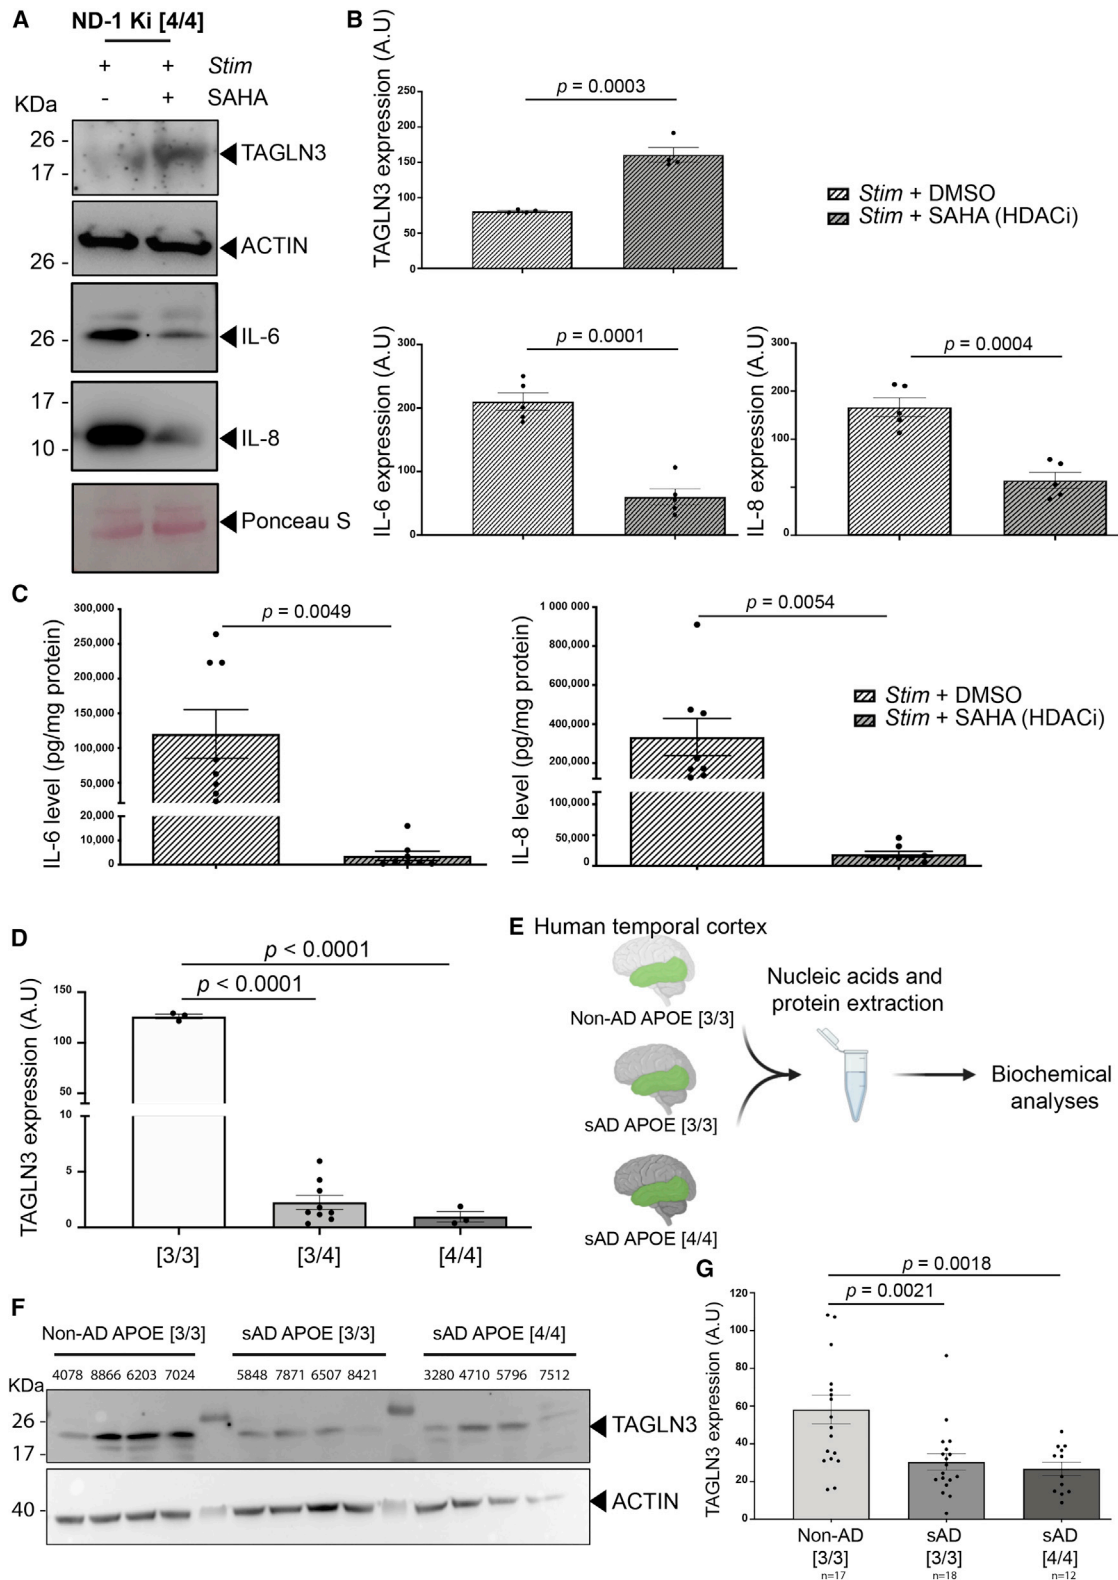 A
ND-1 Ki [4/4]
+ + Stim
- + SAHA
KDa
26 -
17 -
TAGLN3
ACTIN
26 -
26 -
IL-6
17 -
10 -
IL-8
Ponceau S
B
TAGLN3 expression (A.U)
250
200
150
100
50
0
p = 0.0003
Stim + DMSO
Stim + SAHA (HDACi)
IL-6 expression (A.U)
300
200
100
0
p = 0.0001
IL-8 expression (A.U)
300
100
0
p = 0.0004
C
IL-6 level (pg/mg protein)
300,000
250,000
200,000
150,000
100,000
50,000
20,000
10,000
0
p = 0.0049
IL-8 level (pg/mg protein)
1 000 000
800,000
600,000
400,000
200,000
100,000
50,000
0
p = 0.0054
Stim + DMSO
Stim + SAHA (HDACi)
D
TAGLN3 expression (A.U)
150
100
50
10
5
0
p < 0.0001
p < 0.0001
[3/3] [3/4] [4/4]
E
Human temporal cortex
Non-AD APOE [3/3]
sAD APOE [3/3]
sAD APOE [4/4]
Nucleic acids and
protein extraction
Biochemical
analyses
F
Non-AD APOE [3/3] sAD APOE [3/3] sAD APOE [4/4]
4078 8866 6203 7024 5848 7871 6507 8421 3280 4710 5796 7512
KDa
26 -
17 -
TAGLN3
40 -
ACTIN
G
TAGLN3 expression (A.U)
120
100
80
60
40
20
0
p = 0.0018
p = 0.0021
Non-AD sAD sAD
[3/3] [3/3] [4/4]
n=17 n=18 n=12